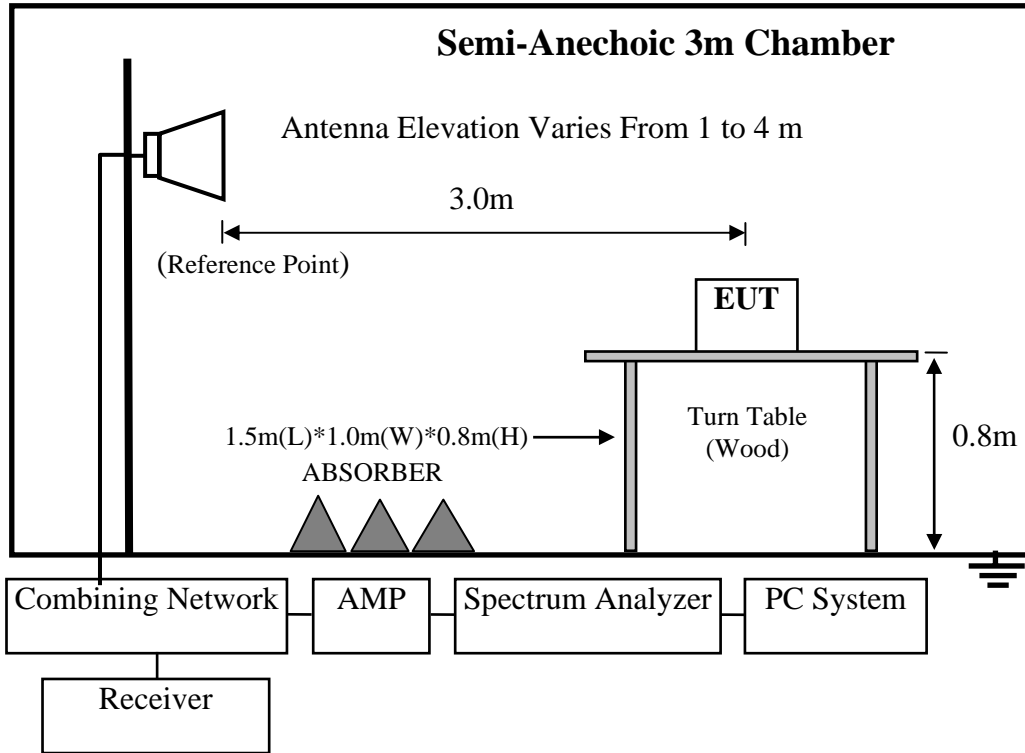 Semi-Anechoic 3m Chamber
Antenna Elevation Varies From 1 to 4 m
3.0m
(Reference Point)
EUT
1.5m(L)*1.0m(W)*0.8m(H)
Turn Table
(Wood)
0.8m
ABSORBER
Combining Network
AMP
Spectrum Analyzer
PC System
Receiver